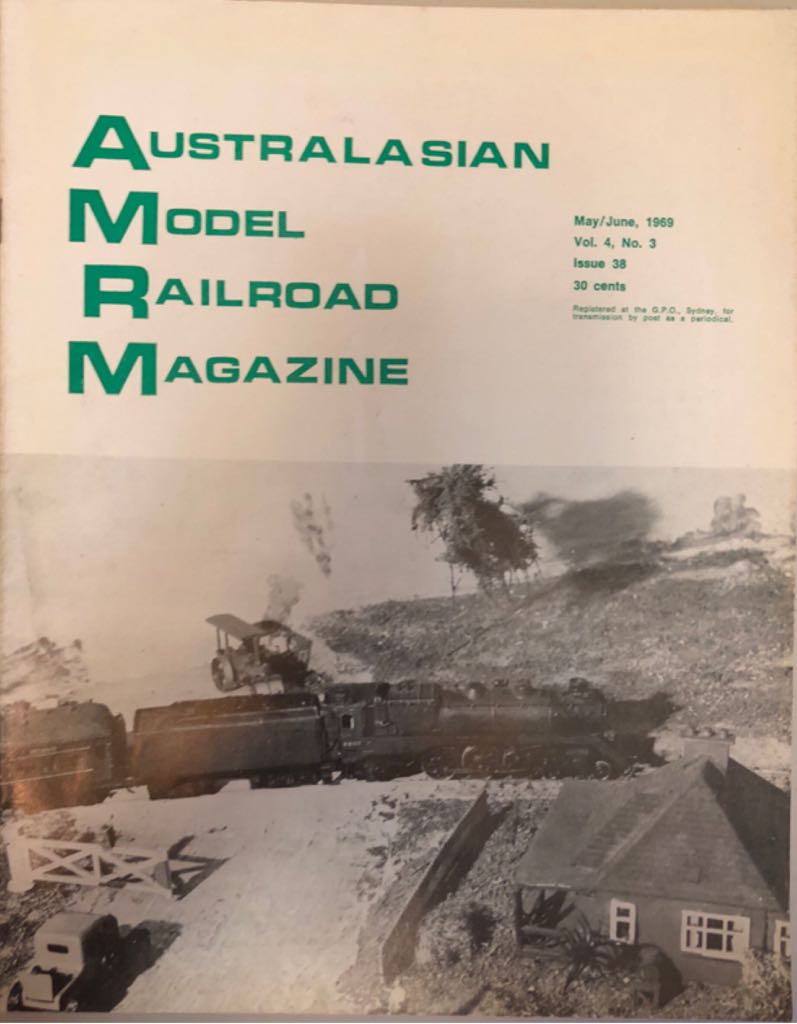 AUSTRALASIAN
MODEL
RAILROAD
MAGAZINE
May/June, 1969
Vol. 4, No. 3
Issue 38
30 cents
Registered at the G.P.O., Sydney, for
transmission by post as a periodical.